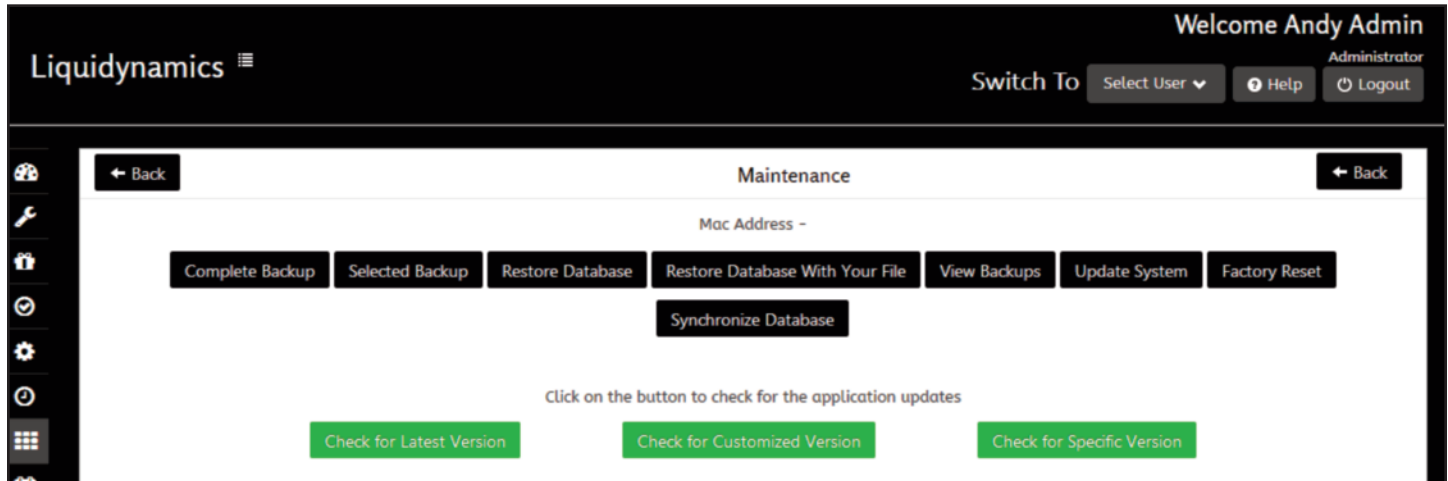 Welcome Andy Admin
Administrator
Liquidynamics
Switch To Select User Help Logout
Back Maintenance Back
Mac Address -
Complete Backup Selected Backup Restore Database Restore Database With Your File View Backups Update System Factory Reset
Synchronize Database
Click on the button to check for the application updates
Check for Latest Version Check for Customized Version Check for Specific Version